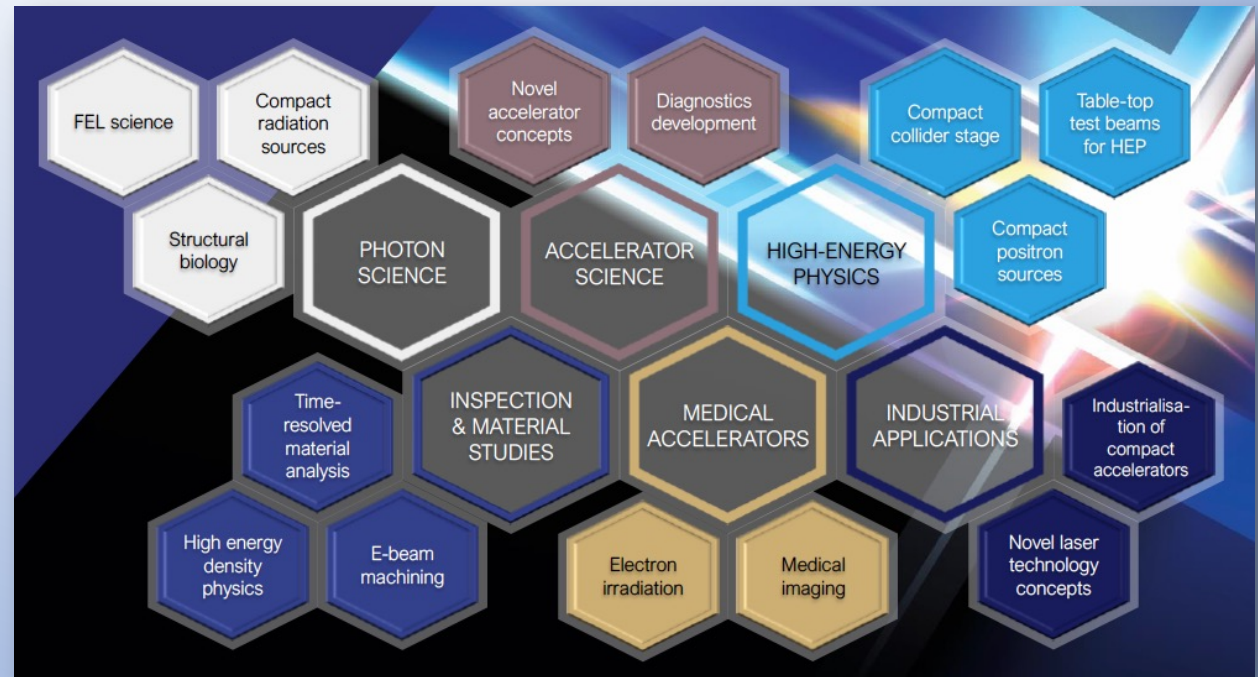 FEL science
Compact
radiation
sources
Structural
biology
PHOTON
SCIENCE
Novel
accelerator
concepts
Diagnostics
development
ACCELERATOR
SCIENCE
Compact
collider stage
Table-top
test beams
for HEP
Compact
positron
sources
HIGH-ENERGY
PHYSICS
Time-
resolved
material
analysis
High energy
density
physics
E-beam
machining
INSPECTION
& MATERIAL
STUDIES
MEDICAL
ACCELERATORS
Electron
irradiation
Medical
imaging
INDUSTRIAL
APPLICATIONS
Industrialisa-
tion of
compact
accelerators
Novel laser
technology
concepts